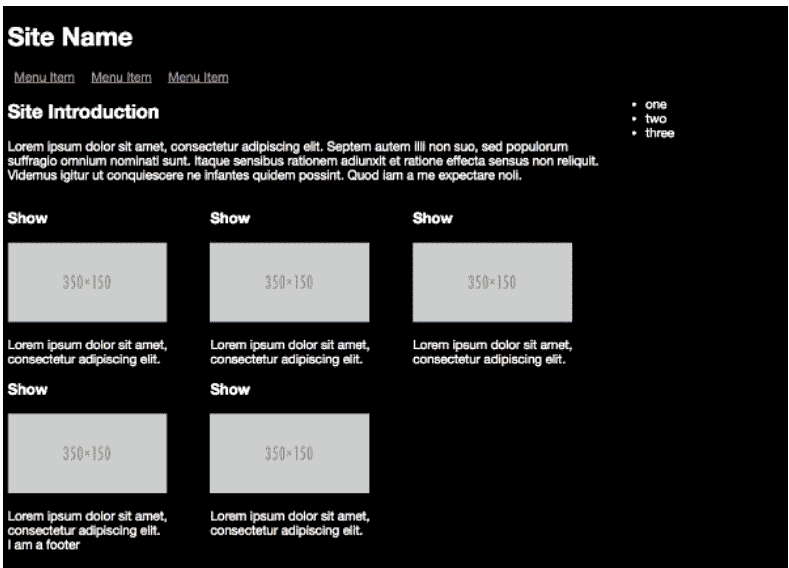 Site Name
Menu Item Menu Item Menu Item
Site Introduction
Lorem ipsum dolor sit amet, consectetur adipiscing elit. Septem autem illi non suo, sed populorum
suffragio omnium nominati sunt. Itaque sensibus rationem adiunxit et ratione effecta sensus non reliquit.
Videmus igitur ut conquiescere ne infantes quidem possint. Quod iam a me expectare noli.
• one
• two
• three
Show Show Show
350×150 350×150 350×150
Lorem ipsum dolor sit amet, Lorem ipsum dolor sit amet, Lorem ipsum dolor sit amet,
consectetur adipiscing elit. consectetur adipiscing elit. consectetur adipiscing elit.
Show Show
350×150 350×150
Lorem ipsum dolor sit amet, Lorem ipsum dolor sit amet,
consectetur adipiscing elit. consectetur adipiscing elit.
I am a footer